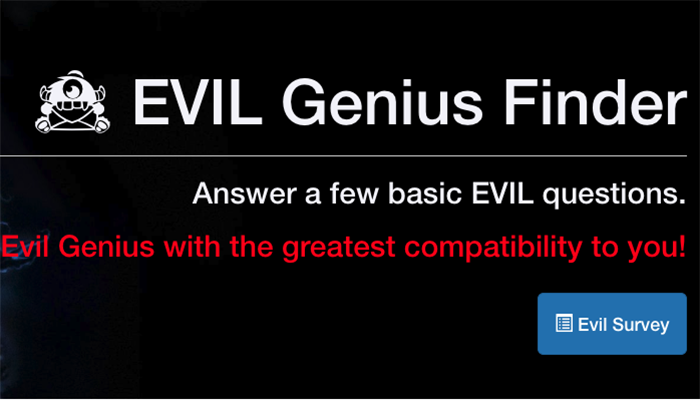 EVIL Genius Finder
Answer a few basic EVIL questions.
Evil Genius with the greatest compatibility to you!
Evil Survey